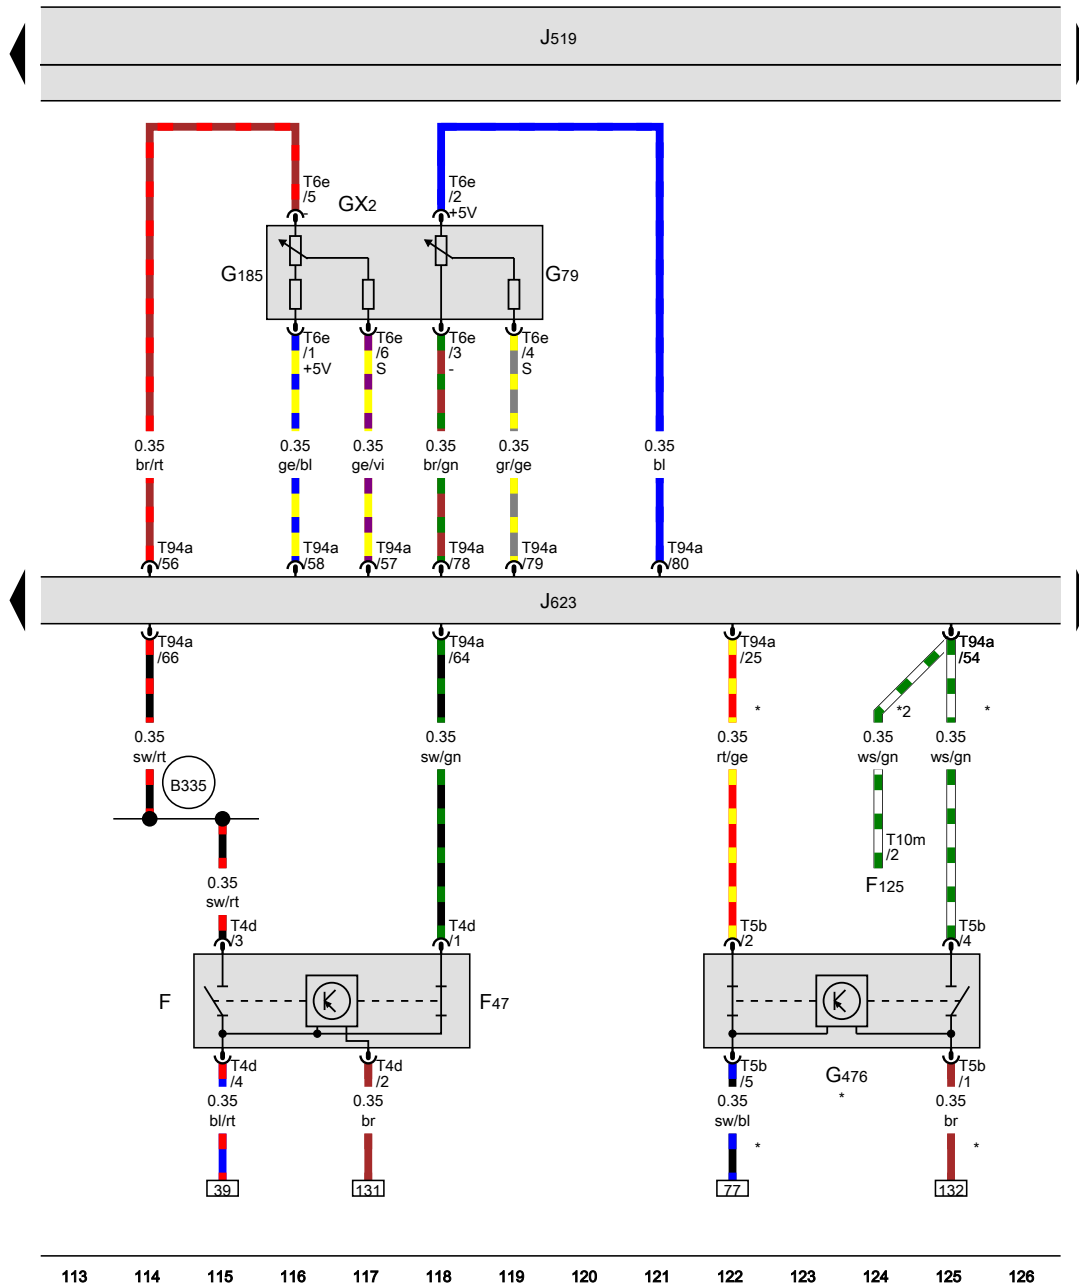 J519
T6e
/5
-
GX2
T6e
/2
+5V
G185
G79
T6e
/1
+5V
T6e
/6
S
T6e
/3
-
T6e
/4
S
0.35
br/rt
0.35
ge/bl
0.35
ge/vi
0.35
br/gn
0.35
gr/ge
0.35
bl
T94a
/56
T94a
/58
T94a
/57
T94a
/78
T94a
/79
T94a
/80
J623
T94a
/66
T94a
/64
T94a
/25
T94a
/54
*
*2
*
0.35
sw/rt
0.35
sw/gn
0.35
rt/ge
0.35
ws/gn
0.35
ws/gn
B335
T10m
/2
F125
0.35
sw/rt
T4d
/3
T4d
/1
T5b
/2
T5b
/4
F
F47
T4d
/4
T4d
/2
T5b
/5
G476
*
T5b
/1
0.35
bl/rt
0.35
br
0.35
sw/bl
0.35
br
*
*
39
131
77
132
113 114 115 116 117 118 119 120 121 122 123 124 125 126